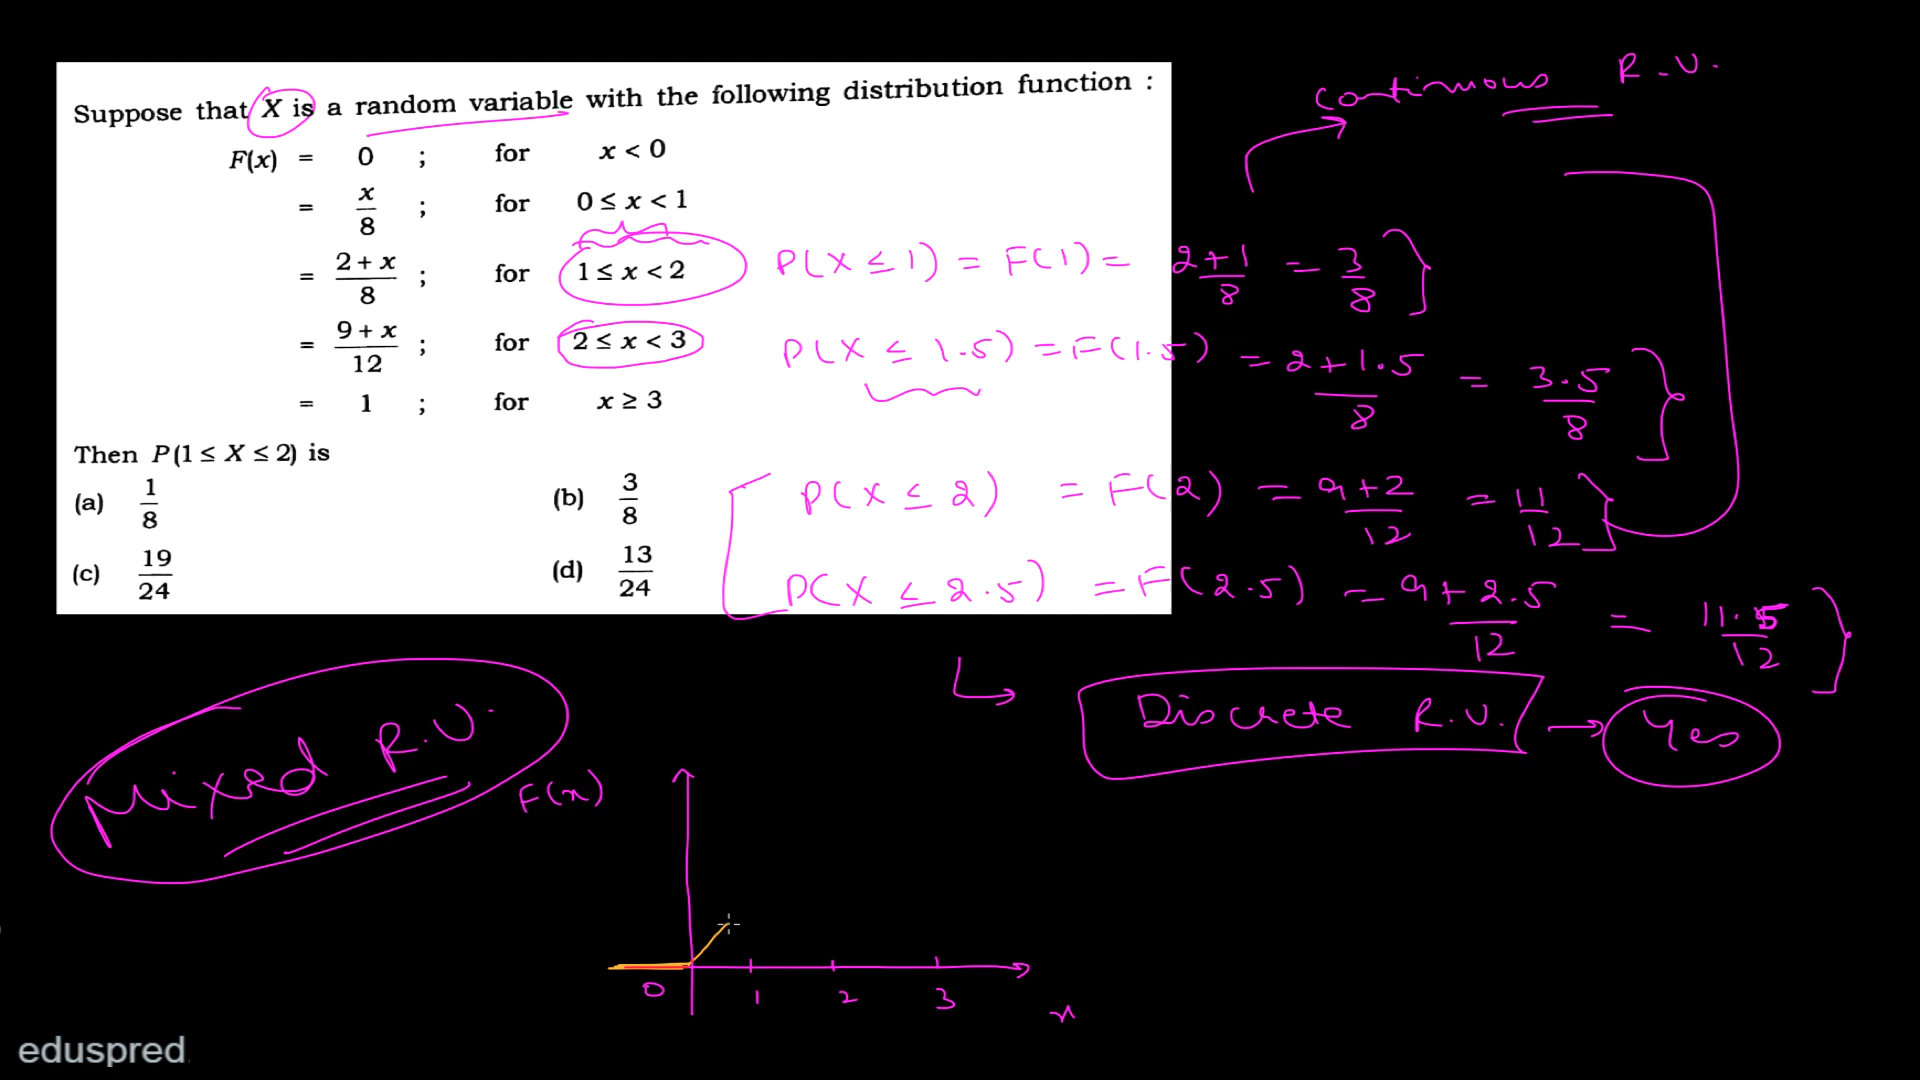 Suppose that X is a random variable with the following distribution function :
F(x) = 0 ; for x < 0
= x/8 ; for 0 ≤ x < 1
= 2 + x/8 ; for 1 ≤ x < 2
= 9 + x/12 ; for 2 ≤ x < 3
= 1 ; for x ≥ 3
Then P(1 ≤ X ≤ 2) is
(a) 1/8
(b) 3/8
(c) 19/24
(d) 13/24
Continuous R.V.
P(X ≤ 1) = F(1) = 2+1/8 = 3/8
P(X ≤ 1.5) = F(1.5) = 2+1.5/8 = 3.5/8
P(X ≤ 2) = F(2) = 9+2/12 = 11/12
P(X ≤ 2.5) = F(2.5) = 9+2.5/12 = 11.5/12
Discrete R.V. → Yes
Mixed R.V.
F(x)
0 1 2 3
x
eduspred